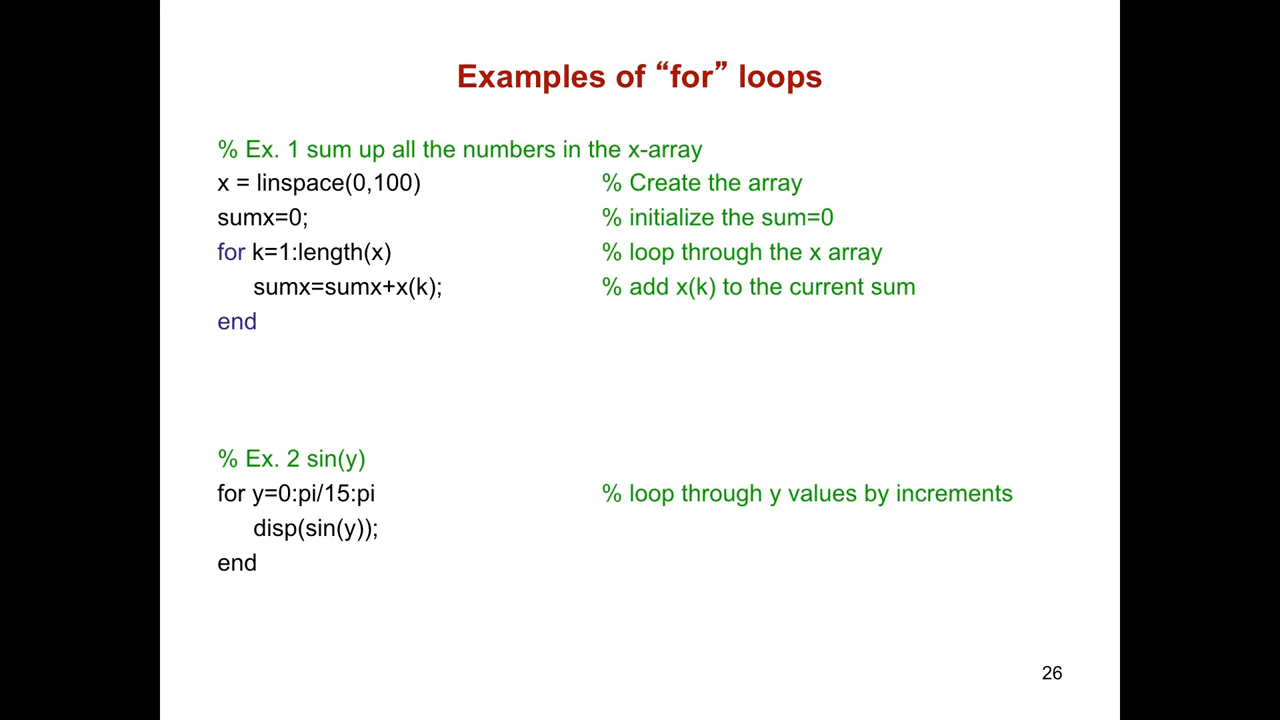 Examples of “for” loops
% Ex. 1 sum up all the numbers in the x-array
x = linspace(0,100) % Create the array
sumx=0; % initialize the sum=0
for k=1:length(x) % loop through the x array
sumx=sumx+x(k); % add x(k) to the current sum
end
% Ex. 2 sin(y)
for y=0:pi/15:pi % loop through y values by increments
disp(sin(y));
end
26